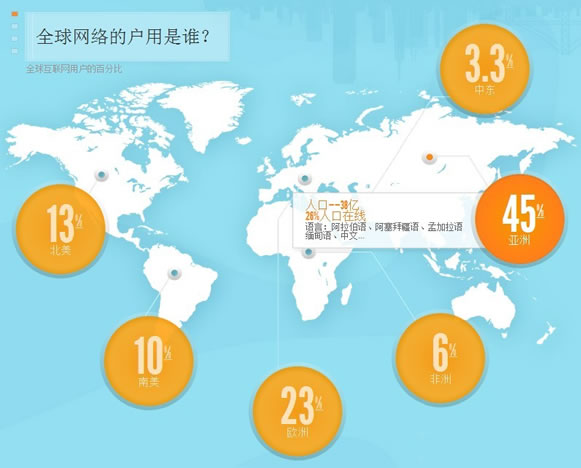 全球网络的户用是谁？
全球互联网用户的百分比
3.3%
中东
13%
北美
45%
亚洲
人口——38亿
26%人口在线
语言：阿拉伯语、阿塞拜疆语、孟加拉语
缅甸语、中文...
10%
南美
6%
非洲
23%
欧洲